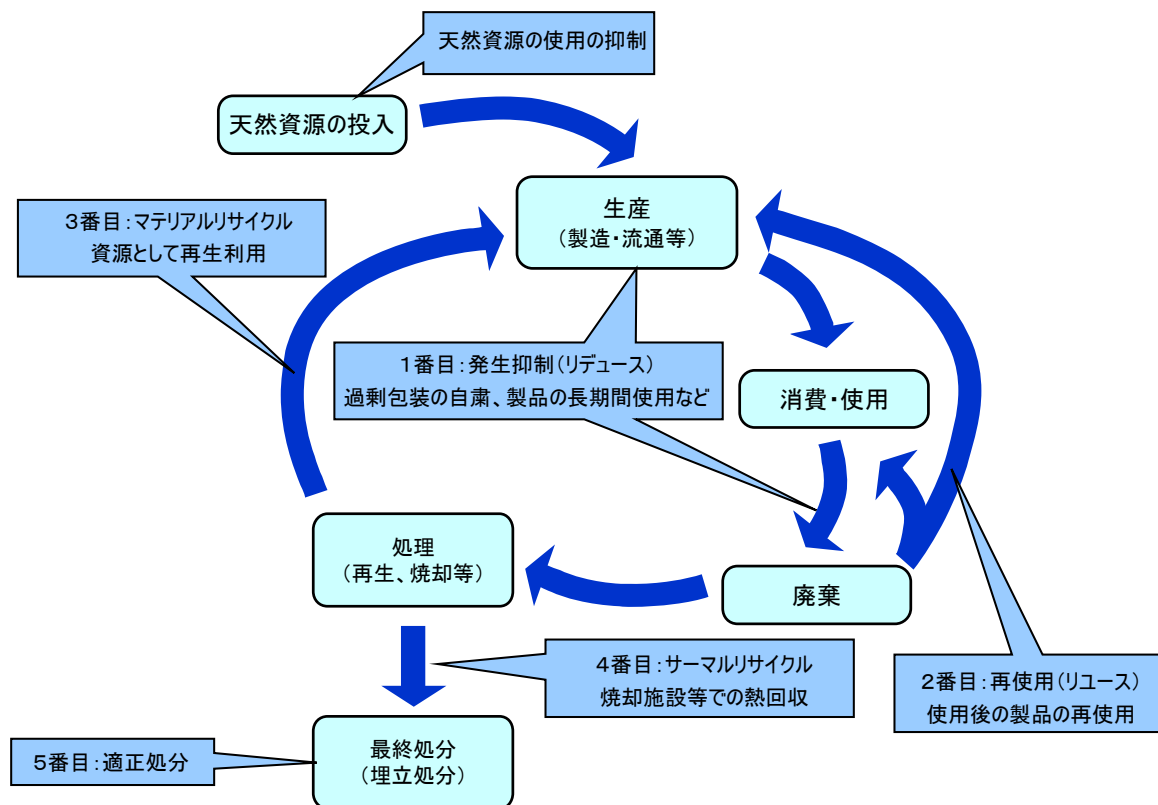 天然資源の使用の抑制
天然資源の投入
生産
（製造・流通等）
３番目：マテリアルリサイクル
資源として再生利用
１番目：発生抑制（リデュース）
過剰包装の自粛、製品の長期間使用など
消費・使用
処理
（再生、焼却等）
廃棄
４番目：サーマルリサイクル
焼却施設等での熱回収
２番目：再使用（リユース）
使用後の製品の再使用
５番目：適正処分
最終処分
（埋立処分）